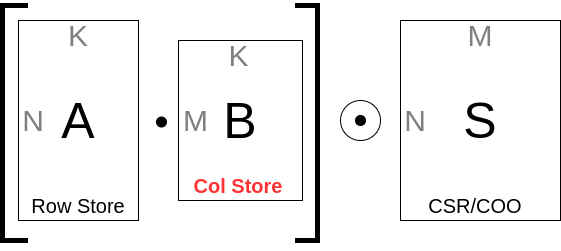 K
N A
Row Store
•
K
M B
Col Store
M
N S
CSR/COO